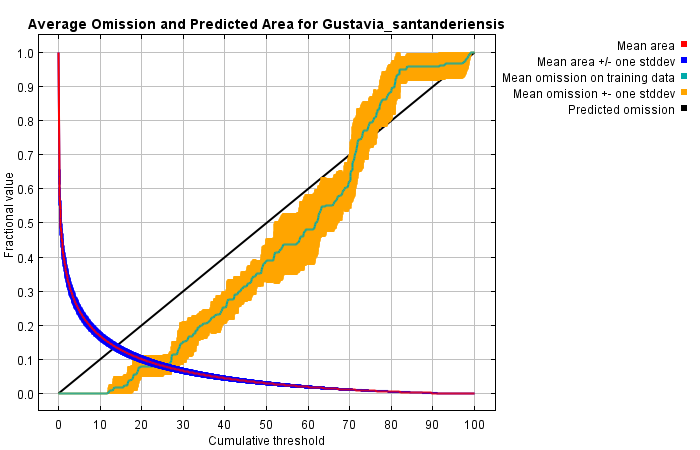 Average Omission and Predicted Area for Gustavia_santanderiensis
Mean area
Mean area +/- one stddev
Mean omission on training data
Mean omission +- one stddev
Predicted omission
Fractional value
1.0
0.9
0.8
0.7
0.6
0.5
0.4
0.3
0.2
0.1
0.0
0 10 20 30 40 50 60 70 80 90 100
Cumulative threshold